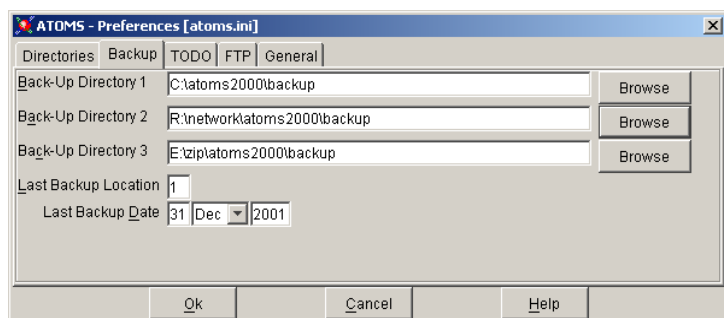 ATOMS - Preferences [atoms.ini]
Directories Backup TODO FTP General
Back-Up Directory 1 C:\atoms2000\backup Browse
Back-Up Directory 2 R:\network\atoms2000\backup Browse
Back-Up Directory 3 E:\zip\atoms2000\backup Browse
Last Backup Location 1
Last Backup Date 31 Dec 2001
Ok Cancel Help